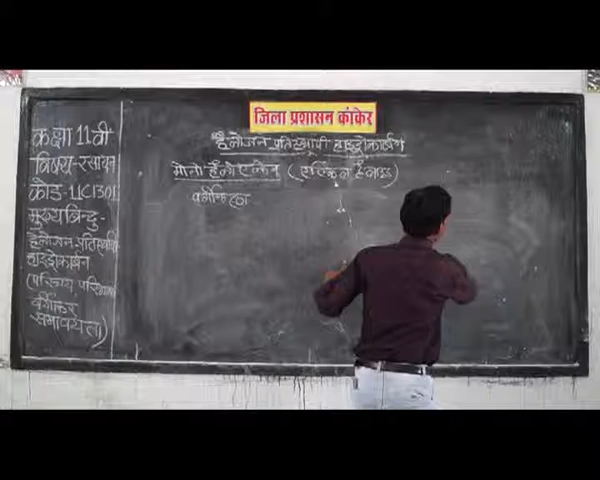 जिला प्रशासन कांकेर
हैलोजन प्रतिस्थापी हाइड्रोकार्बन
मोनो हैलो एल्केन (एल्किल हैलाइड)
वर्गीकरण
कक्षा 11वी
विषय-रसायन
कोड-11C1301
मुख्य बिन्दु-
हैलोजन प्रतिस्थापी
हाइड्रोकार्बन
(परिचय, परिभाषा
वर्गीकरण
समावयवता)